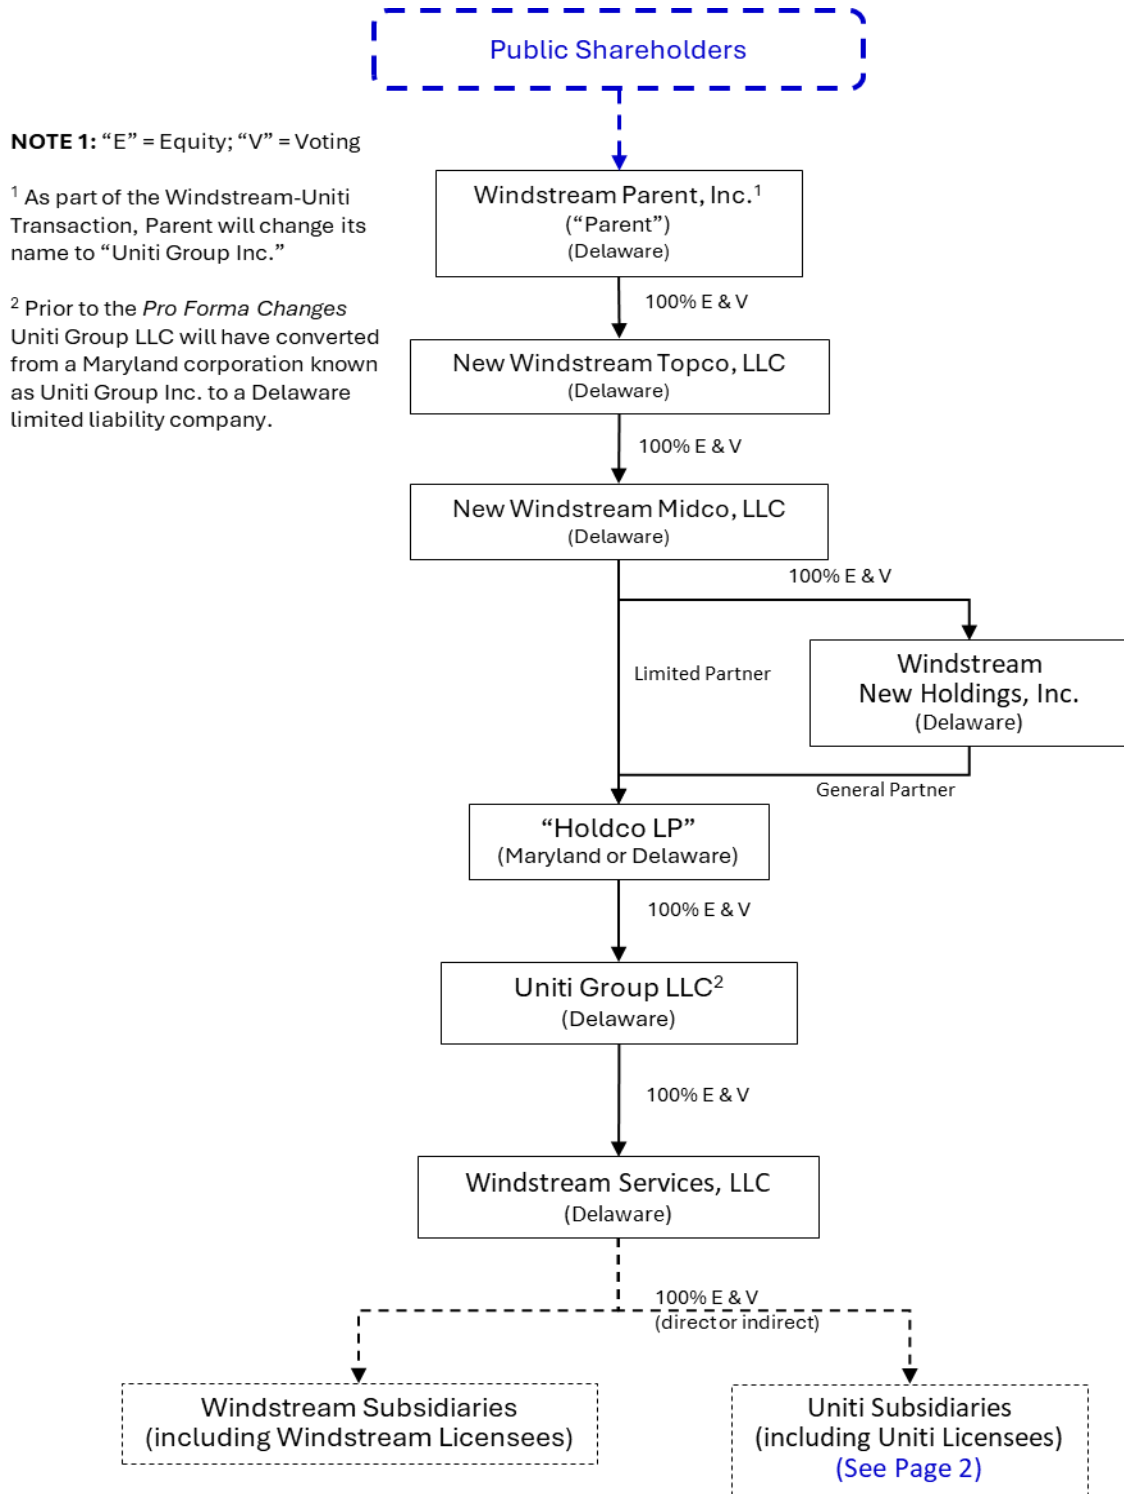 Public Shareholders
NOTE 1: “E” = Equity; “V” = Voting
¹ As part of the Windstream-Uniti
Transaction, Parent will change its
name to “Uniti Group Inc.”
² Prior to the Pro Forma Changes
Uniti Group LLC will have converted
from a Maryland corporation known
as Uniti Group Inc. to a Delaware
limited liability company.
Windstream Parent, Inc.¹
(“Parent”)
(Delaware)
100% E & V
New Windstream Topco, LLC
(Delaware)
100% E & V
New Windstream Midco, LLC
(Delaware)
100% E & V
Limited Partner
Windstream
New Holdings, Inc.
(Delaware)
General Partner
“Holdco LP”
(Maryland or Delaware)
100% E & V
Uniti Group LLC²
(Delaware)
100% E & V
Windstream Services, LLC
(Delaware)
100% E & V
(direct or indirect)
Windstream Subsidiaries
(including Windstream Licensees)
Uniti Subsidiaries
(including Uniti Licensees)
(See Page 2)